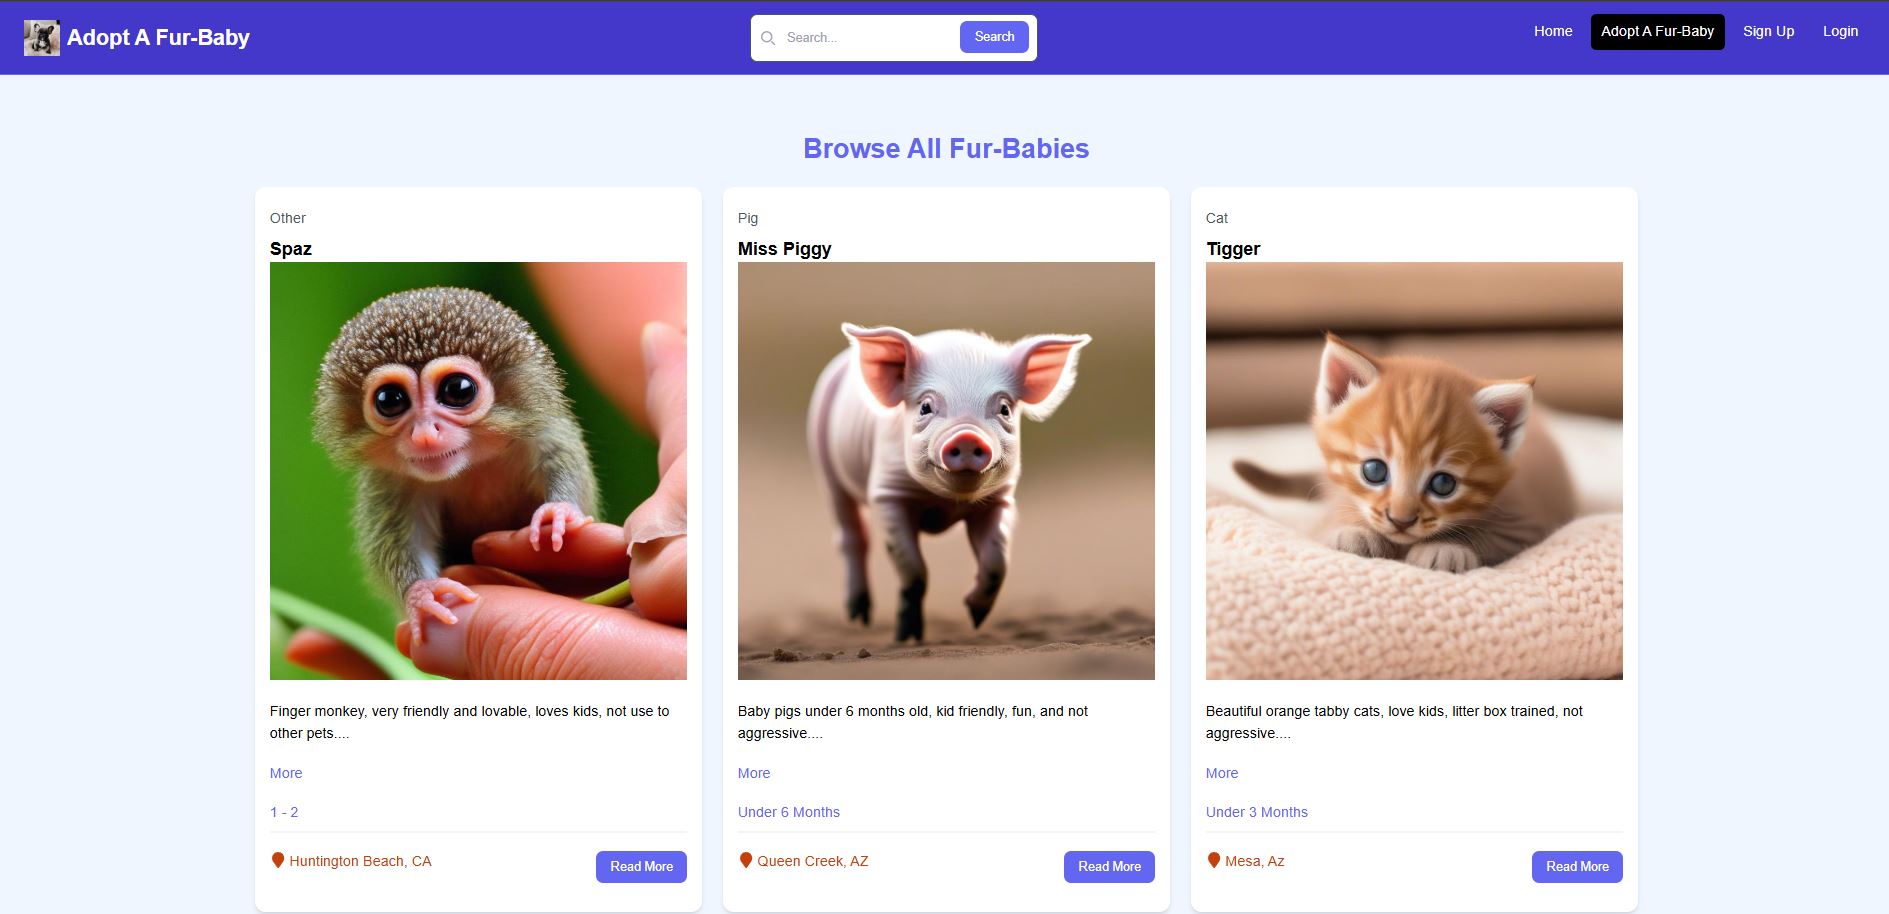 Adopt A Fur-Baby
Search...
Search
Home
Adopt A Fur-Baby
Sign Up
Login
Browse All Fur-Babies
Other
Spaz
Finger monkey, very friendly and lovable, loves kids, not use to
other pets....
More
1 - 2
Huntington Beach, CA
Read More
Pig
Miss Piggy
Baby pigs under 6 months old, kid friendly, fun, and not
aggressive....
More
Under 6 Months
Queen Creek, AZ
Read More
Cat
Tigger
Beautiful orange tabby cats, love kids, litter box trained, not
aggressive....
More
Under 3 Months
Mesa, Az
Read More